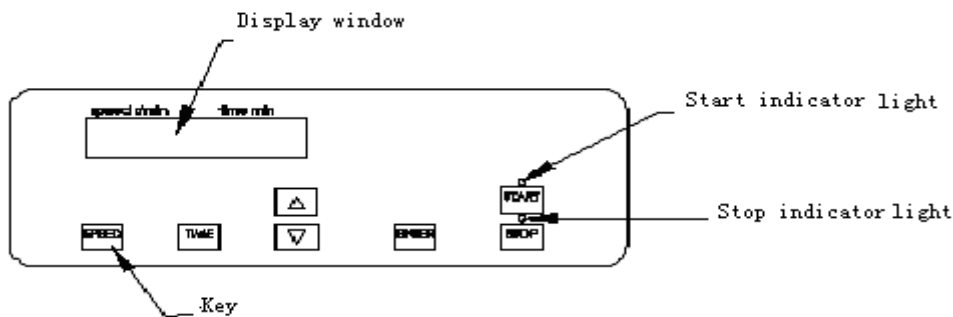 Display window
speed r/min time min
Start indicator light
START
Stop indicator light
SPEED TIME ENTER STOP
Key